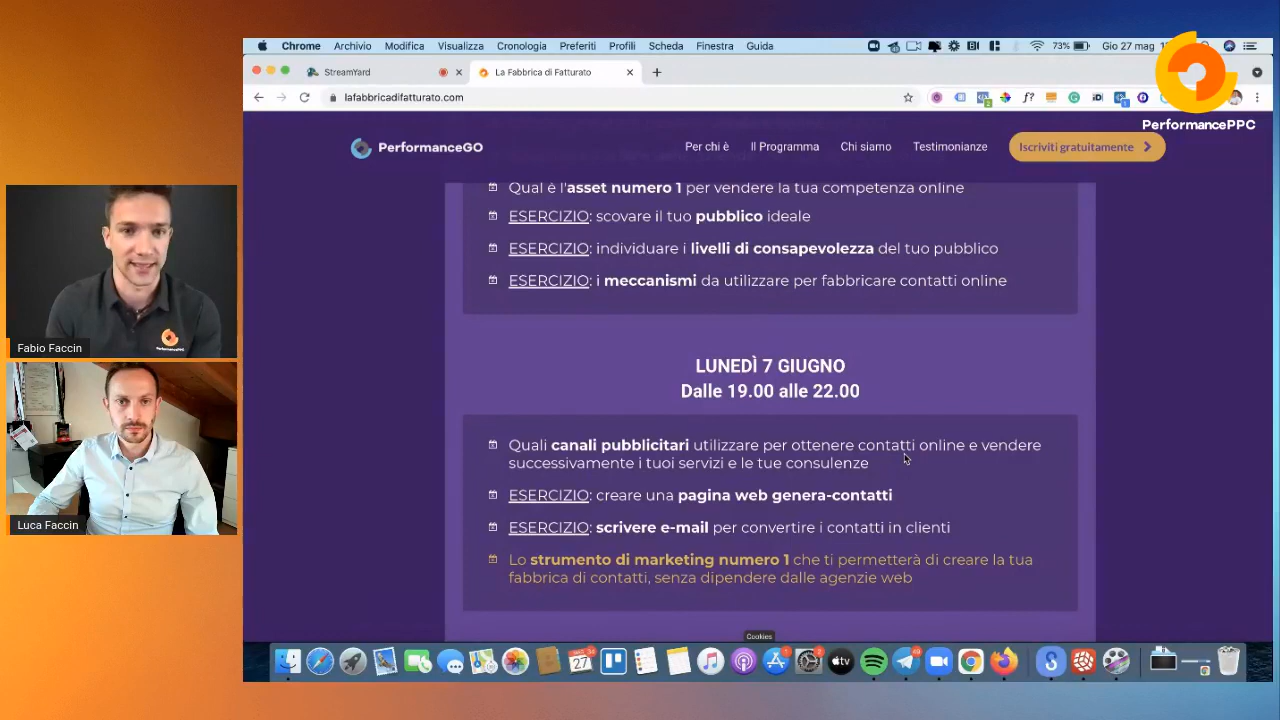 Chrome Archivio Modifica Visualizza Cronologia Preferiti Profili Scheda Finestra Guida
73% Gio 27 mag
StreamYard
La Fabbrica di Fatturato
lafabbricadifatturato.com
PerformancePPC
PerformanceGO
Per chi è Il Programma Chi siamo Testimonianze Iscriviti gratuitamente
Qual è l'asset numero 1 per vendere la tua competenza online
ESERCIZIO: scovare il tuo pubblico ideale
ESERCIZIO: individuare i livelli di consapevolezza del tuo pubblico
ESERCIZIO: i meccanismi da utilizzare per fabbricare contatti online
LUNEDÌ 7 GIUGNO
Dalle 19.00 alle 22.00
Quali canali pubblicitari utilizzare per ottenere contatti online e vendere
successivamente i tuoi servizi e le tue consulenze
ESERCIZIO: creare una pagina web genera-contatti
ESERCIZIO: scrivere e-mail per convertire i contatti in clienti
Lo strumento di marketing numero 1 che ti permetterà di creare la tua
fabbrica di contatti, senza dipendere dalle agenzie web
Fabio Faccin
Luca Faccin
Cookies
27
tv